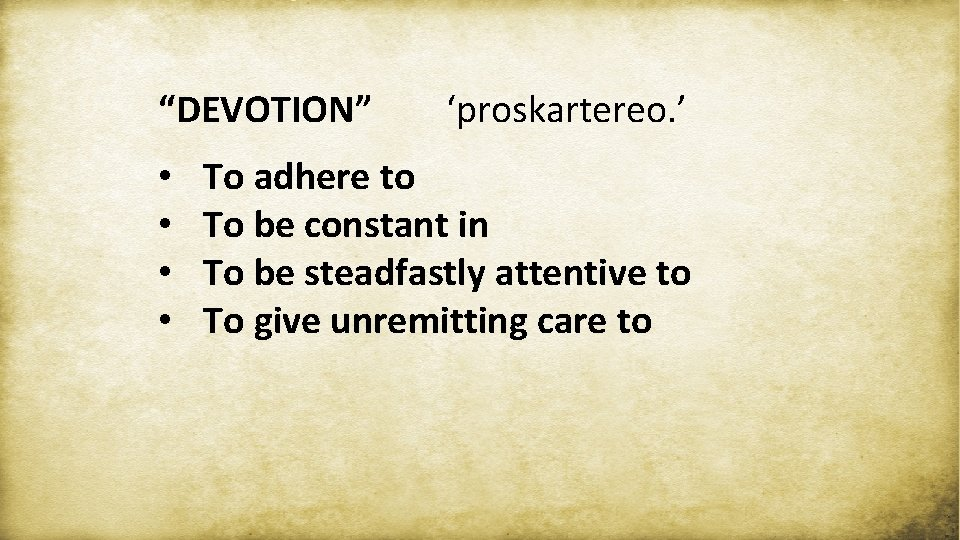 “DEVOTION” ‘proskartereo. ’
• To adhere to
• To be constant in
• To be steadfastly attentive to
• To give unremitting care to